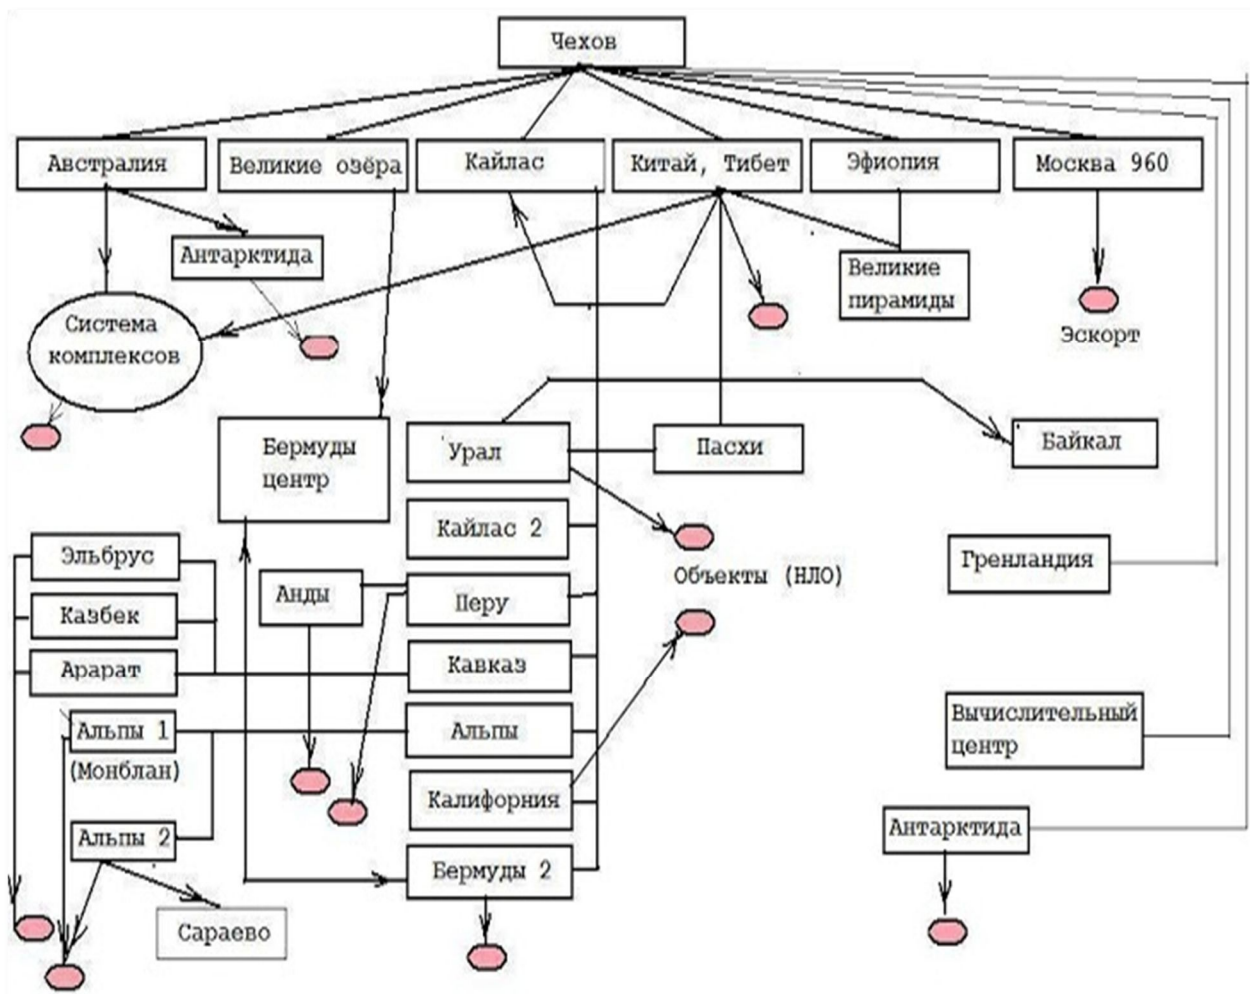 Чехов
Австралия
Великие озёра
Кайлас
Китай, Тибет
Эфиопия
Москва 960
Антарктида
Великие
пирамиды
Система
комплексов
Эскорт
Бермуды
центр
Урал
Пасхи
Байкал
Кайлас 2
Эльбрус
Гренландия
Объекты (НЛО)
Анды
Перу
Казбек
Кавказ
Арарат
Альпы 1
(Монблан)
Альпы
Вычислительный
центр
Калифорния
Альпы 2
Антарктида
Бермуды 2
Сараево